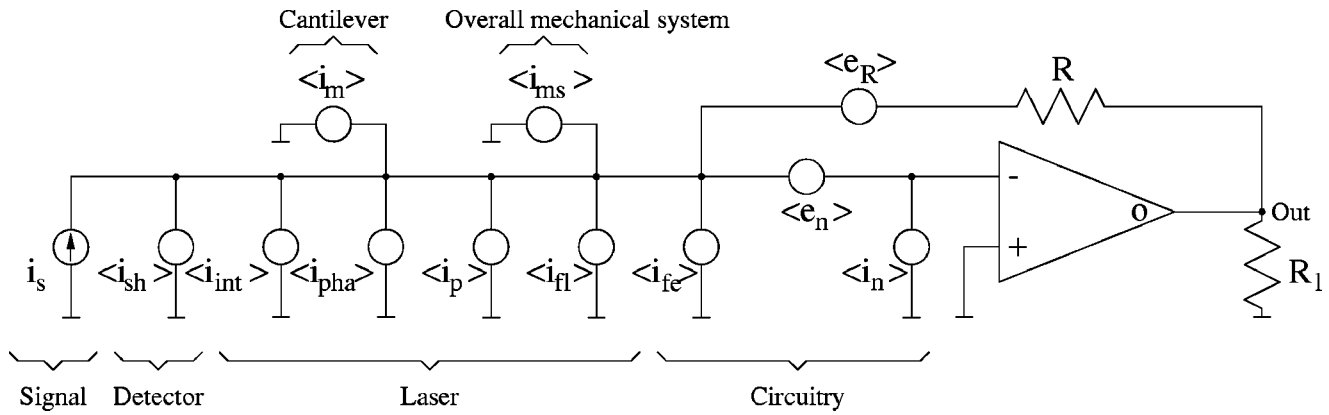 Cantilever
Overall mechanical system
<i_m>
<i_ms>
<e_R>
R
<e_n>
-
+
o
Out
i_s
<i_sh>
<i_int>
<i_pha>
<i_p>
<i_fl>
<i_fe>
<i_n>
R_l
Signal
Detector
Laser
Circuitry